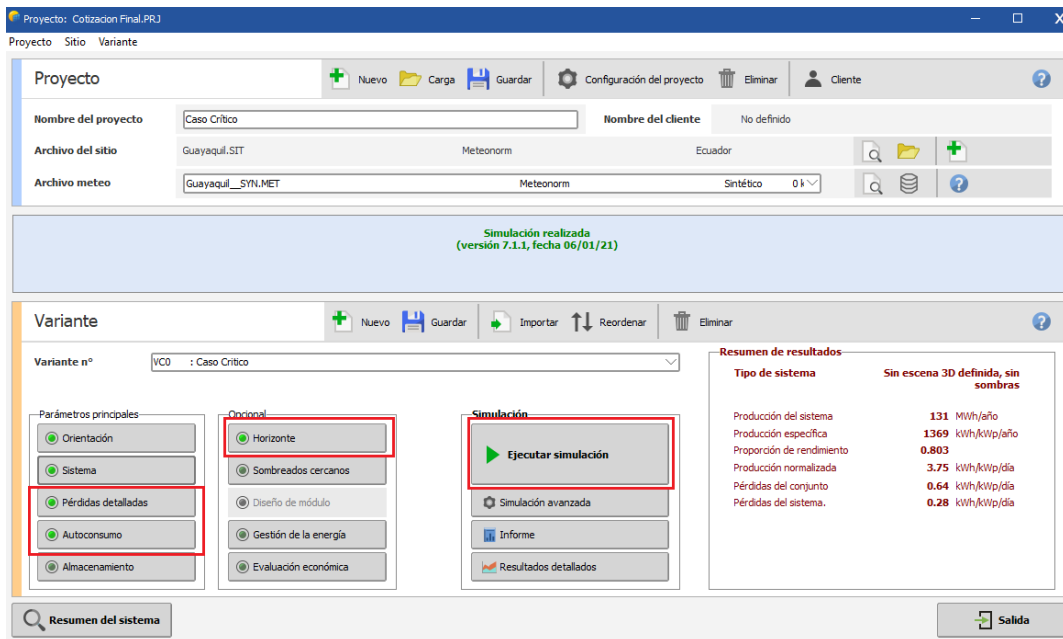 Proyecto: Cotizacion Final.PRJ
Proyecto Sitio Variante
Proyecto Nuevo Carga Guardar Configuración del proyecto Eliminar Cliente
Nombre del proyecto Caso Crítico Nombre del cliente No definido
Archivo del sitio Guayaquil.SIT Meteonorm Ecuador
Archivo meteo Guayaquil__SYN.MET Meteonorm Sintético 0 k
Simulación realizada
(versión 7.1.1, fecha 06/01/21)
Variante Nuevo Guardar Importar Reordenar Eliminar
Variante n° VC0 : Caso Critico
Parámetros principales
Orientación
Sistema
Pérdidas detalladas
Autoconsumo
Almacenamiento
Opcional
Horizonte
Sombreados cercanos
Diseño de módulo
Gestión de la energía
Evaluación económica
Simulación
Ejecutar simulación
Simulación avanzada
Informe
Resultados detallados
Resumen de resultados
Tipo de sistema Sin escena 3D definida, sin
sombras
Producción del sistema 131 MWh/año
Producción específica 1369 kWh/kWp/año
Proporción de rendimiento 0.803
Producción normalizada 3.75 kWh/kWp/día
Pérdidas del conjunto 0.64 kWh/kWp/día
Pérdidas del sistema. 0.28 kWh/kWp/día
Resumen del sistema Salida